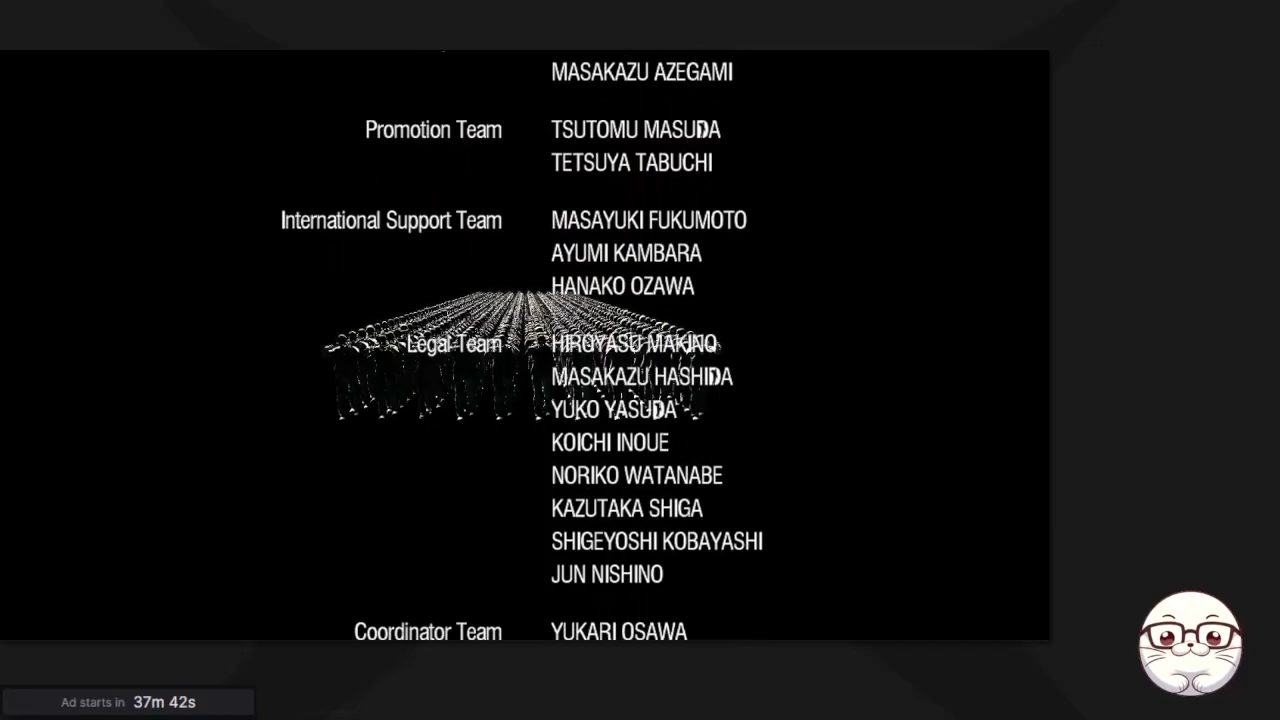 MASAKAZU AZEGAMI
Promotion Team TSUTOMU MASUDA
TETSUYA TABUCHI
International Support Team MASAYUKI FUKUMOTO
AYUMI KAMBARA
HANAKO OZAWA
Legal Team HIROYASU MAKINO
MASAKAZU HASHIDA
YUKO YASUDA
KOICHI INOUE
NORIKO WATANABE
KAZUTAKA SHIGA
SHIGEYOSHI KOBAYASHI
JUN NISHINO
Coordinator Team YUKARI OSAWA
Ad starts in 37m 42s